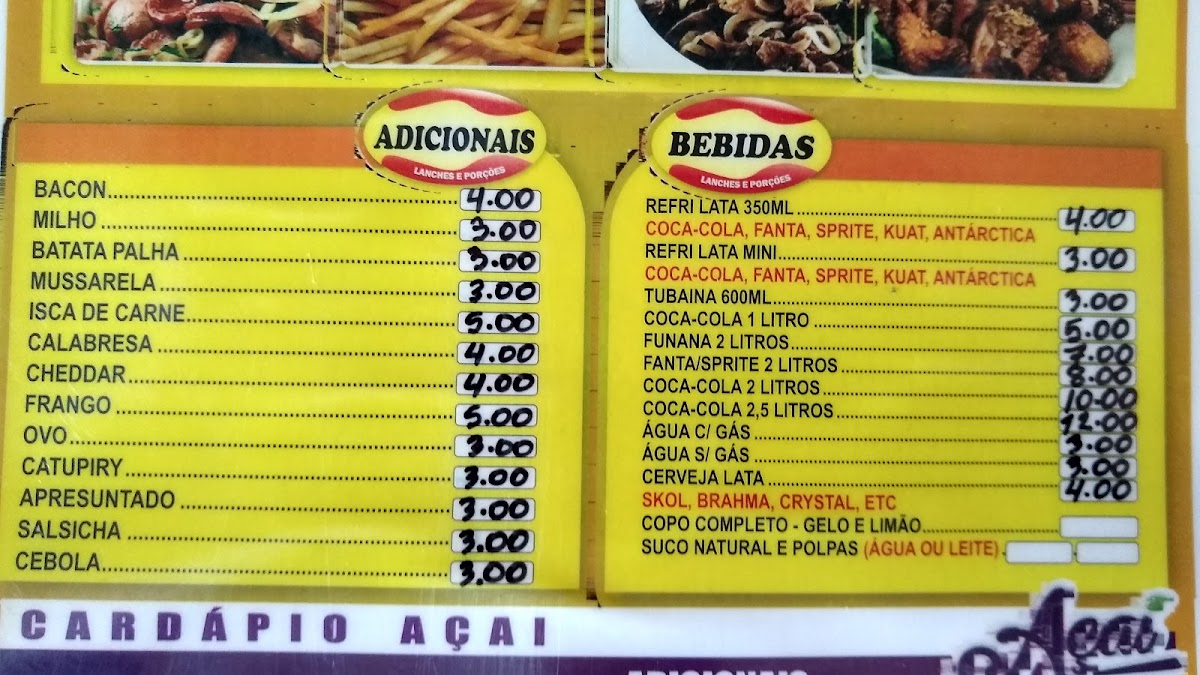 ADICIONAIS
LANCHES E PORÇÕES
BACON 4.00
MILHO 3.00
BATATA PALHA 3.00
MUSSARELA 3.00
ISCA DE CARNE 5.00
CALABRESA 4.00
CHEDDAR 4.00
FRANGO 5.00
OVO 3.00
CATUPIRY 3.00
APRESUNTADO 3.00
SALSICHA 3.00
CEBOLA 3.00
BEBIDAS
LANCHES E PORÇÕES
REFRI LATA 350ML 4.00
COCA-COLA, FANTA, SPRITE, KUAT, ANTÁRCTICA
REFRI LATA MINI 3.00
COCA-COLA, FANTA, SPRITE, KUAT, ANTÁRCTICA
TUBAINA 600ML 3.00
COCA-COLA 1 LITRO 5.00
FUNANA 2 LITROS 7.00
FANTA/SPRITE 2 LITROS 8.00
COCA-COLA 2 LITROS 10.00
COCA-COLA 2,5 LITROS 12.00
ÁGUA C/ GÁS 3.00
ÁGUA S/ GÁS 3.00
CERVEJA LATA 4.00
SKOL, BRAHMA, CRYSTAL, ETC
COPO COMPLETO - GELO E LIMÃO
SUCO NATURAL E POLPAS (ÁGUA OU LEITE)
CARDÁPIO AÇAI
Açaí
ADICIONAIS